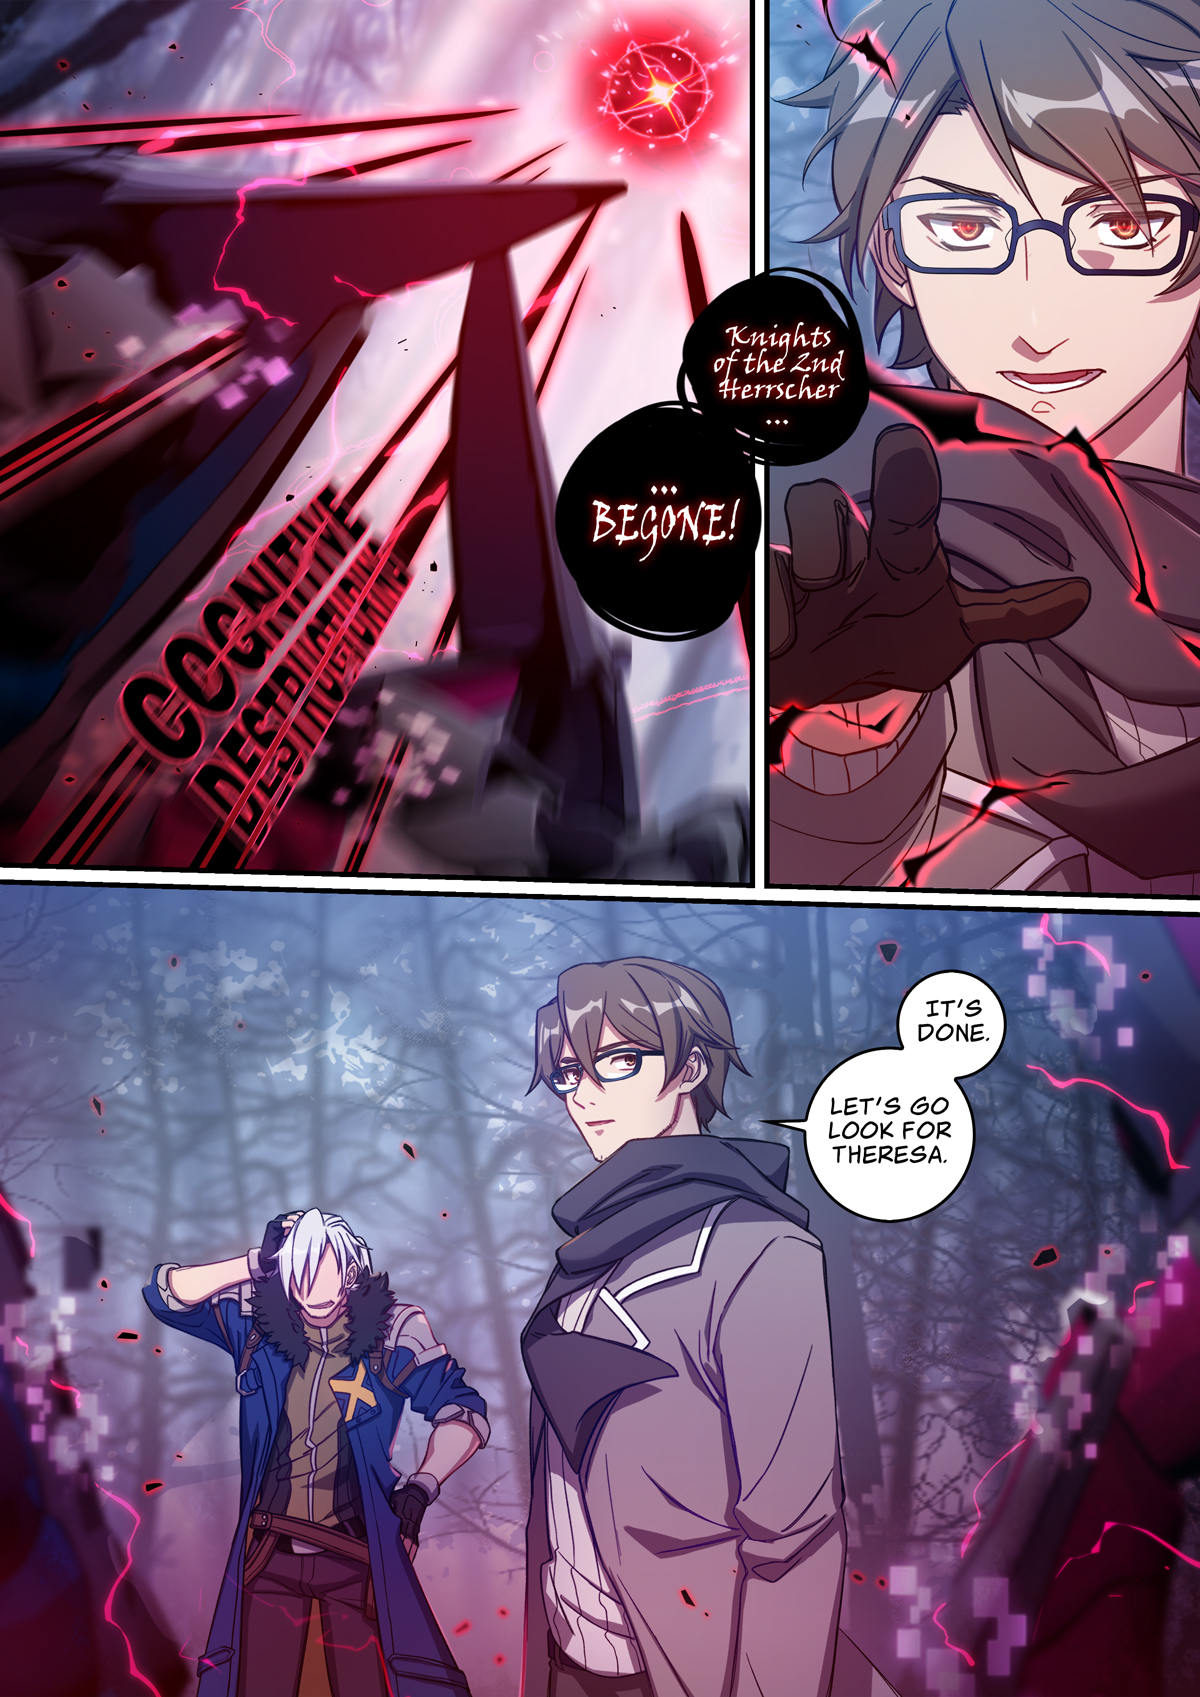 Knights
of the 2nd
Herrscher
...
...
BEGONE!
COGNITIVE
DESTRUCTION:
IT'S
DONE.
LET'S GO
LOOK FOR
THERESA.